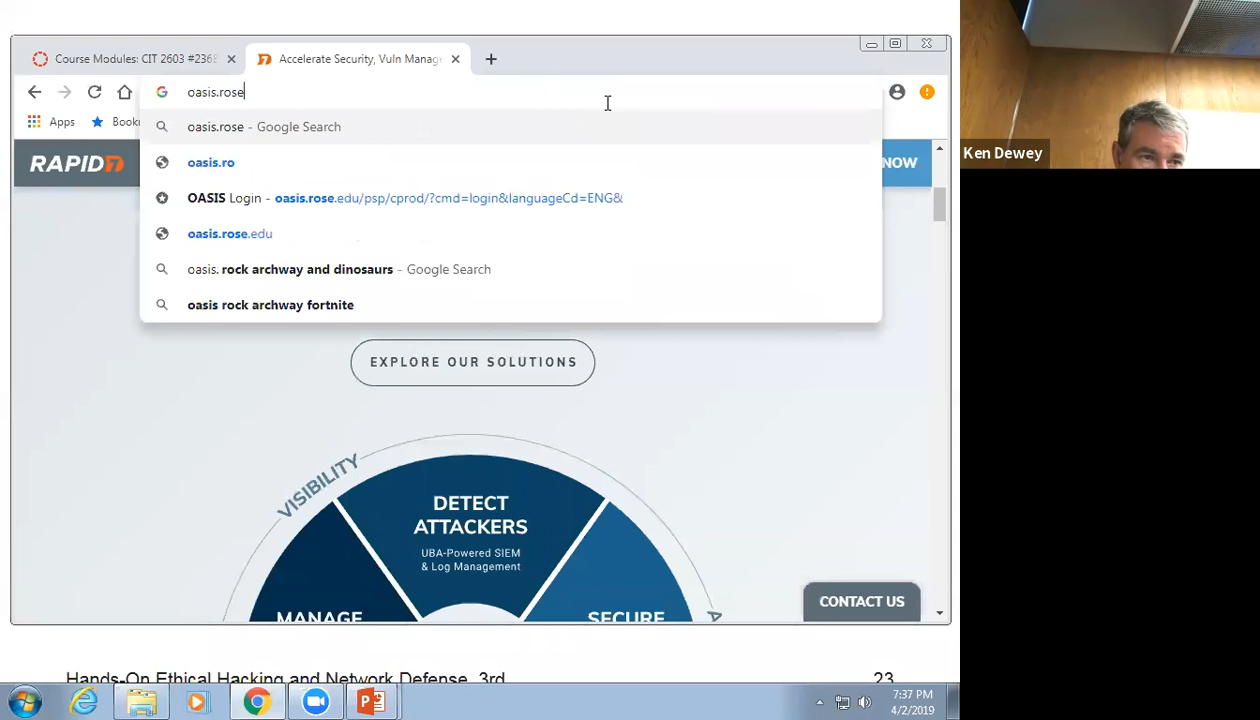 Course Modules: CIT 2603 #2368
Accelerate Security, Vuln Manag
oasis.rose
Apps
Book
oasis.rose - Google Search
oasis.ro
OASIS Login - oasis.rose.edu/psp/cprod/?cmd=login&languageCd=ENG&
oasis.rose.edu
oasis. rock archway and dinosaurs - Google Search
oasis rock archway fortnite
RAPID7
NOW
EXPLORE OUR SOLUTIONS
VISIBILITY
DETECT
ATTACKERS
UBA-Powered SIEM
& Log Management
MANAGE
SECURE
A
CONTACT US
Hands-On Ethical Hacking and Network Defense, 3rd
23
7:37 PM
4/2/2019
Ken Dewey